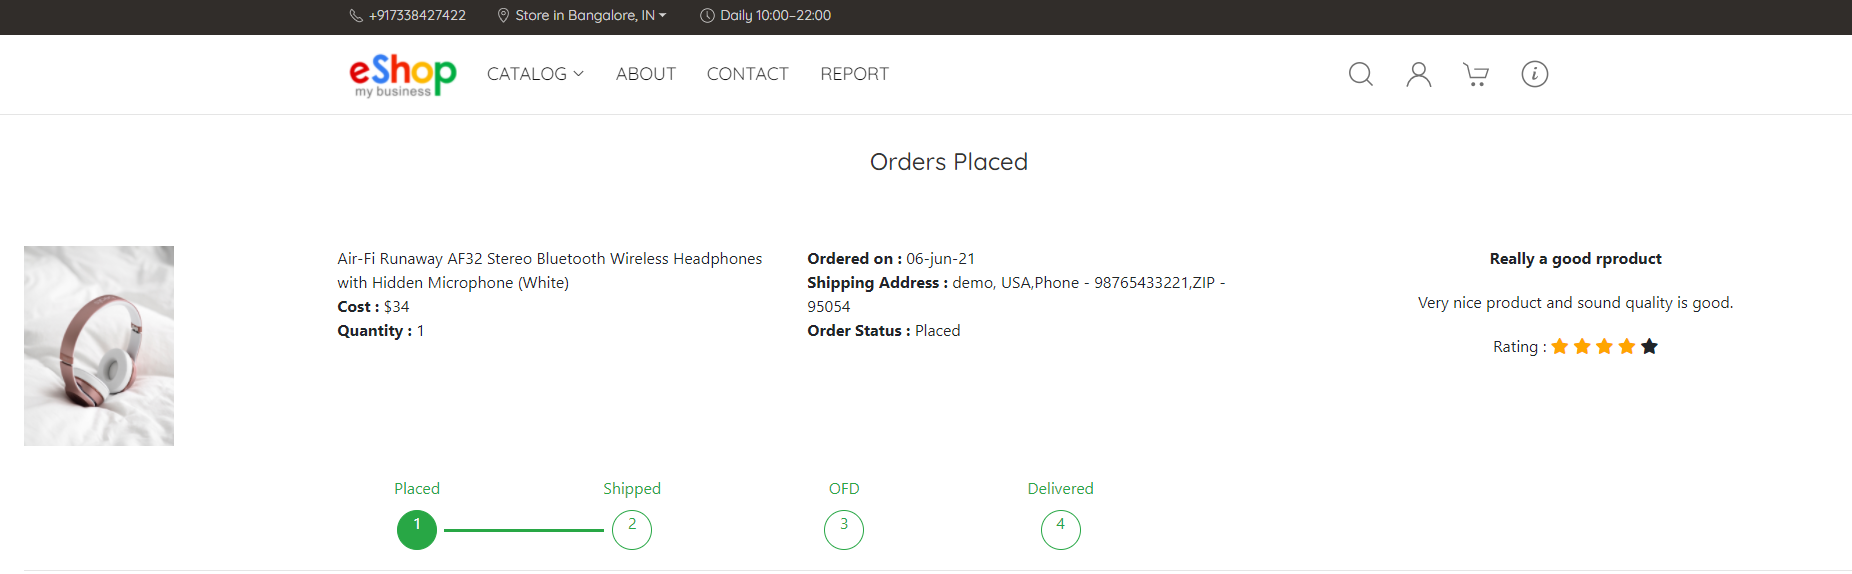 +917338427422 Store in Bangalore, IN Daily 10:00–22:00
eShop
my business
CATALOG ABOUT CONTACT REPORT
Orders Placed
Air-Fi Runaway AF32 Stereo Bluetooth Wireless Headphones
with Hidden Microphone (White)
Cost : $34
Quantity : 1
Ordered on : 06-jun-21
Shipping Address : demo, USA,Phone - 98765433221,ZIP -
95054
Order Status : Placed
Really a good rproduct
Very nice product and sound quality is good.
Rating :
Placed Shipped OFD Delivered
1 2 3 4